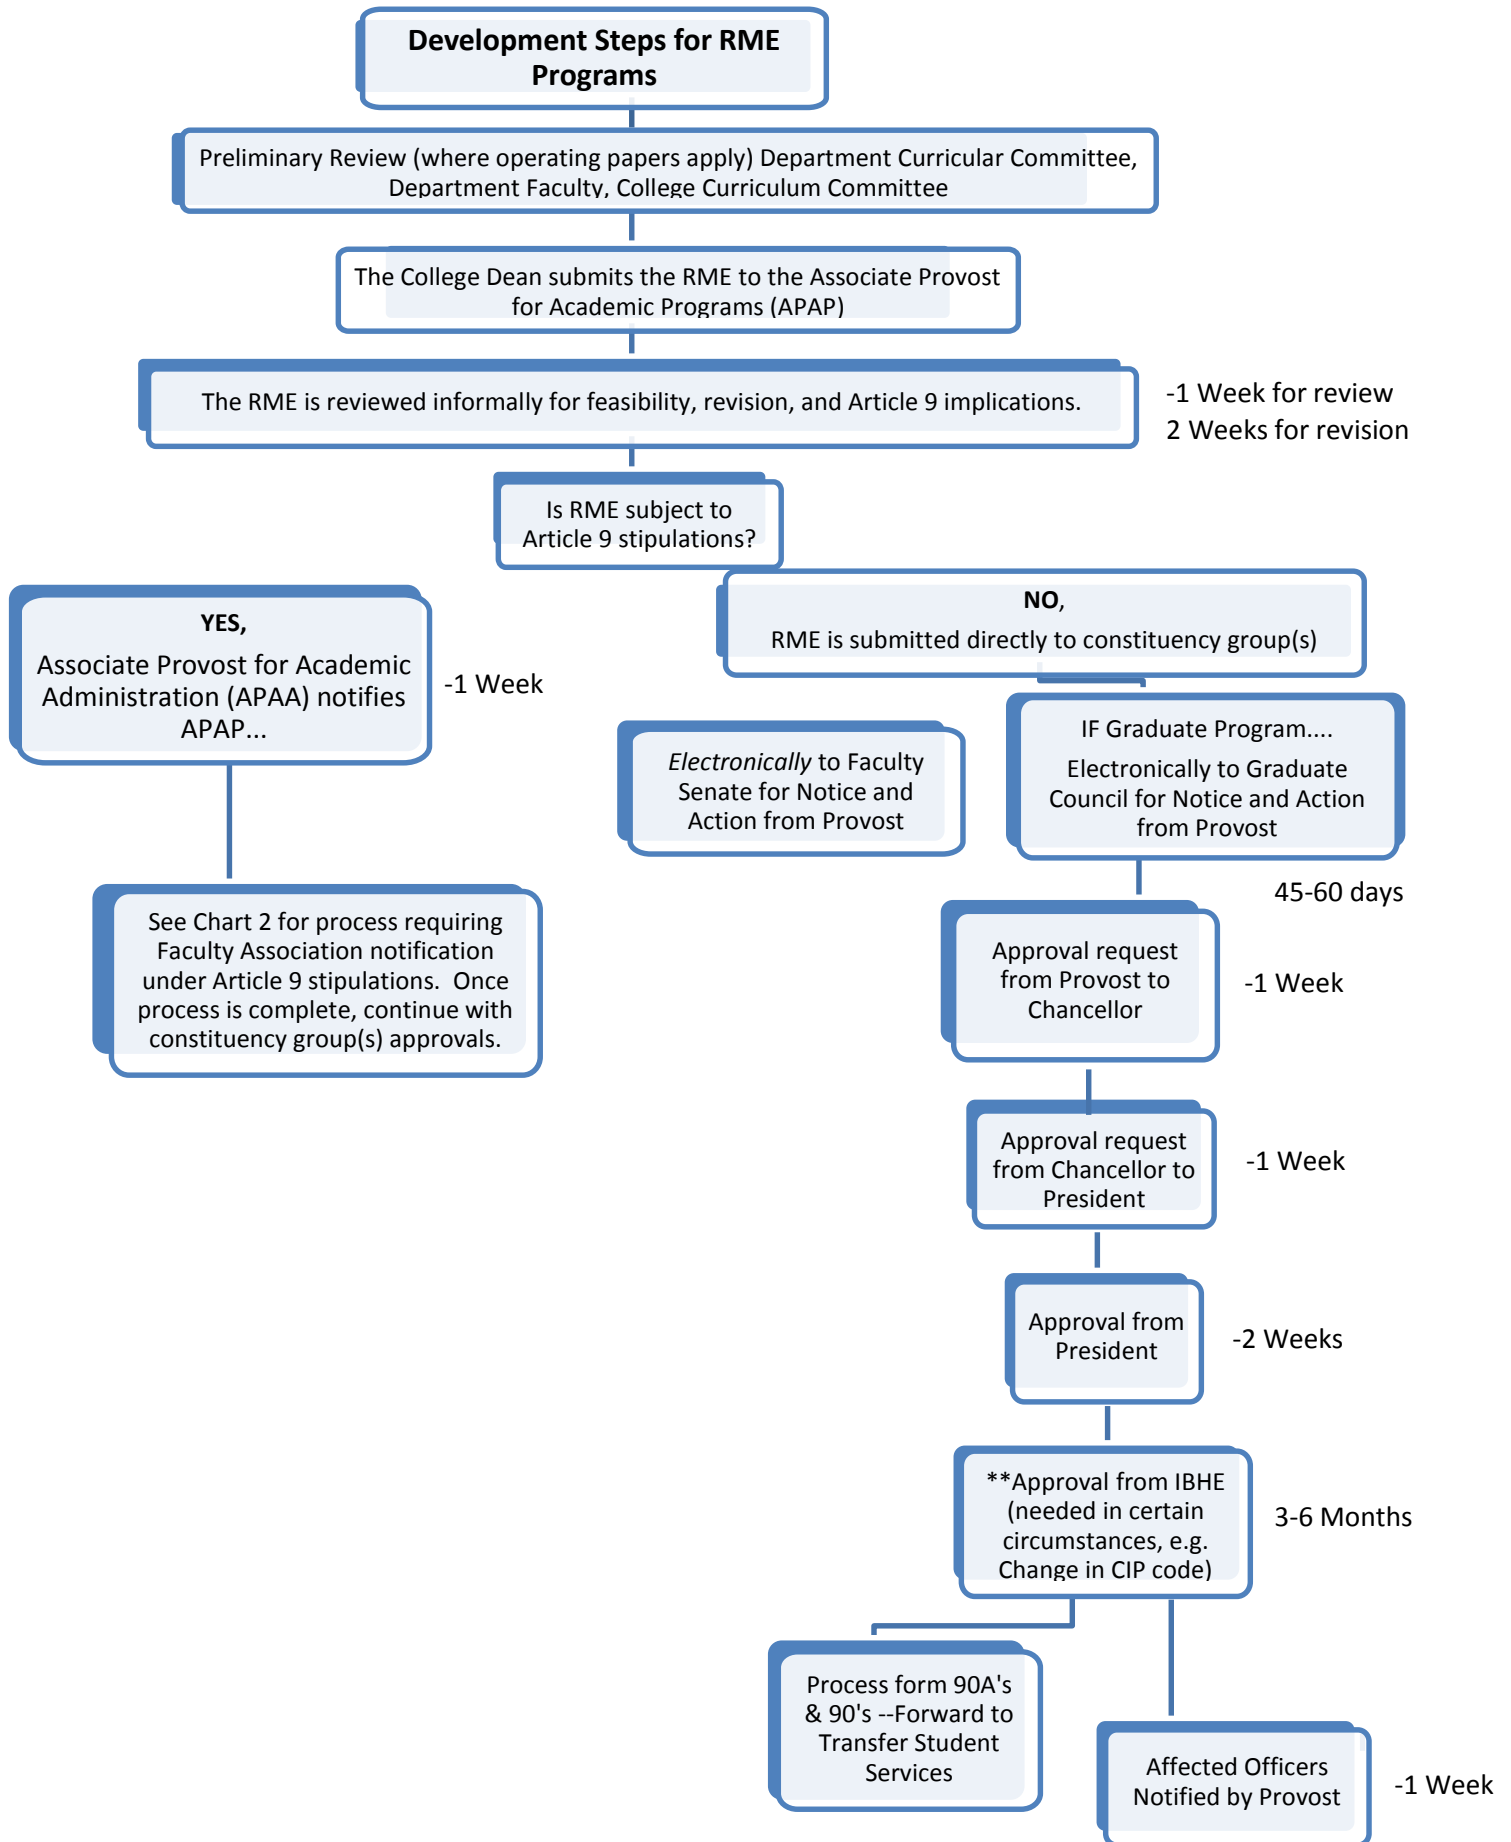 Development Steps for RME
Programs
Preliminary Review (where operating papers apply) Department Curricular Committee,
Department Faculty, College Curriculum Committee
The College Dean submits the RME to the Associate Provost
for Academic Programs (APAP)
The RME is reviewed informally for feasibility, revision, and Article 9 implications.
-1 Week for review
2 Weeks for revision
Is RME subject to
Article 9 stipulations?
YES,
Associate Provost for Academic
Administration (APAA) notifies
APAP...
-1 Week
See Chart 2 for process requiring
Faculty Association notification
under Article 9 stipulations. Once
process is complete, continue with
constituency group(s) approvals.
NO,
RME is submitted directly to constituency group(s)
Electronically to Faculty
Senate for Notice and
Action from Provost
IF Graduate Program....
Electronically to Graduate
Council for Notice and Action
from Provost
45-60 days
Approval request
from Provost to
Chancellor
-1 Week
Approval request
from Chancellor to
President
-1 Week
Approval from
President
-2 Weeks
**Approval from IBHE
(needed in certain
circumstances, e.g.
Change in CIP code)
3-6 Months
Process form 90A's
& 90's --Forward to
Transfer Student
Services
Affected Officers
Notified by Provost
-1 Week